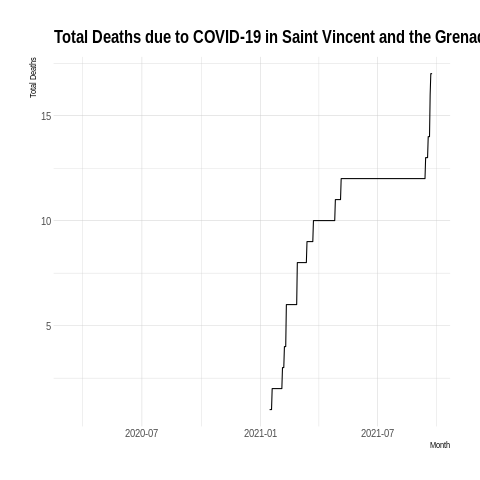 Total Deaths due to COVID-19 in Saint Vincent and the Grenad
Total Deaths
15
10
5
2020-07
2021-01
2021-07
Month